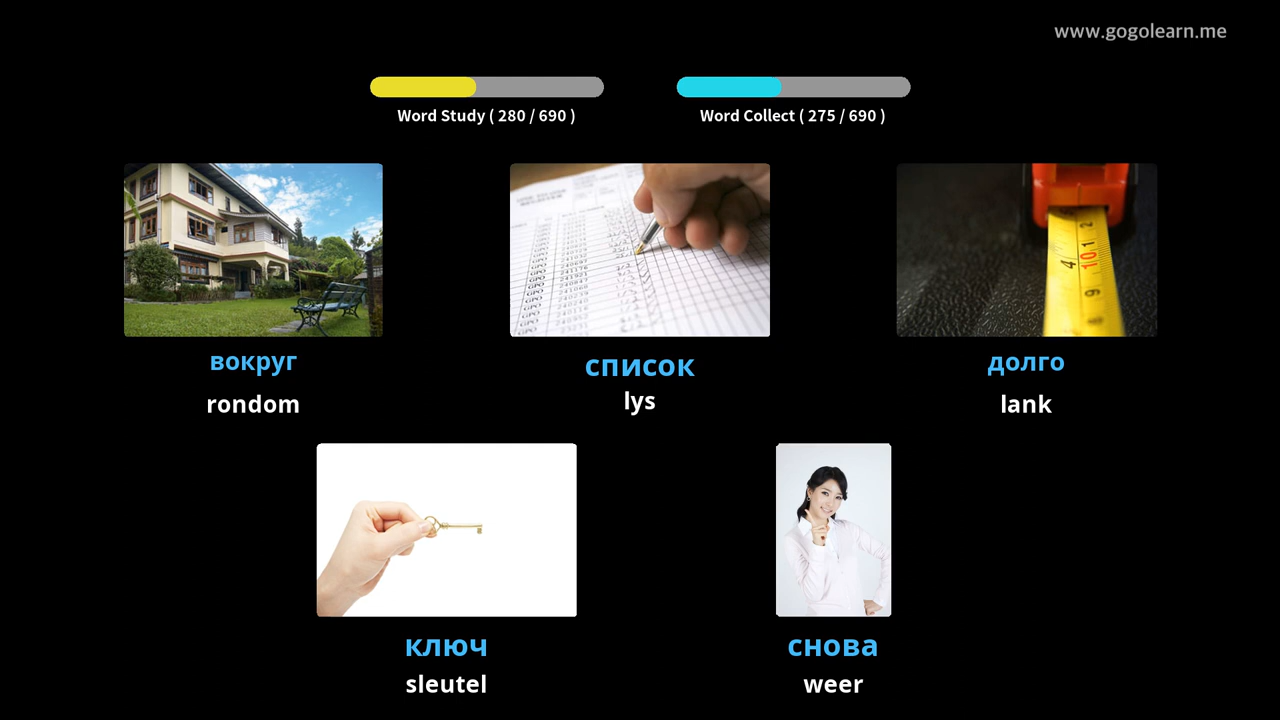 www.gogolearn.me
Word Study ( 280 / 690 )
Word Collect ( 275 / 690 )
вокруг
rondom
список
lys
долго
lank
ключ
sleutel
снова
weer